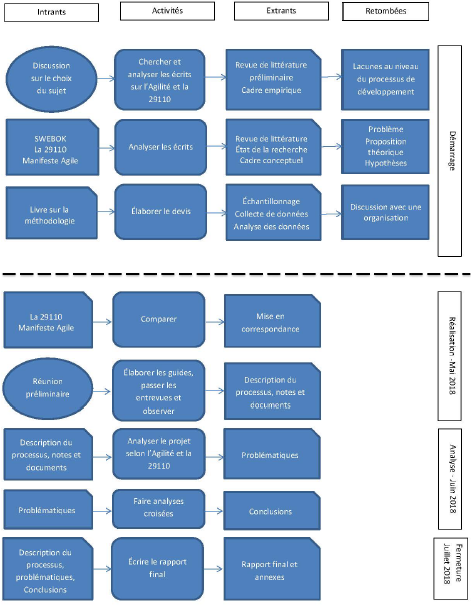 Intrants
Activités
Extrants
Retombées
Discussion
sur le choix
du sujet
Chercher et
analyser les écrits
sur l'Agilité et la
29110
Revue de littérature
préliminaire
Cadre empirique
Lacunes au niveau
du processus de
développement
SWEBOK
La 29110
Manifeste Agile
Analyser les écrits
Revue de littérature
État de la recherche
Cadre conceptuel
Problème
Proposition
théorique
Hypothèses
Livre sur la
méthodologie
Élaborer le devis
Échantillonnage
Collecte de données
Analyse des données
Discussion avec une
organisation
Démarrage
La 29110
Manifeste Agile
Comparer
Mise en
correspondance
Réunion
préliminaire
Élaborer les guides,
passer les
entrevues et
observer
Description du
processus, notes et
documents
Réalisation -Mai 2018
Description du
processus, notes et
documents
Analyser le projet
selon l'Agilité et la
29110
Problématiques
Problématiques
Faire analyses
croisées
Conclusions
Analyse - Juin 2018
Description du
processus,
problématiques,
Conclusions
Écrire le rapport
final
Rapport final et
annexes
Fermeture
Juillet 2018